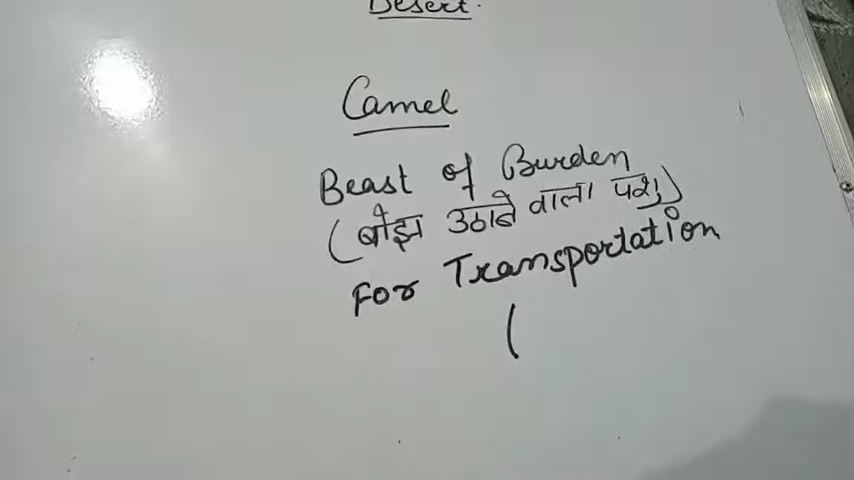 Desert.
Camel
Beast of Burden
(बोझ उठाने वाला पशु)
For Transportation
(